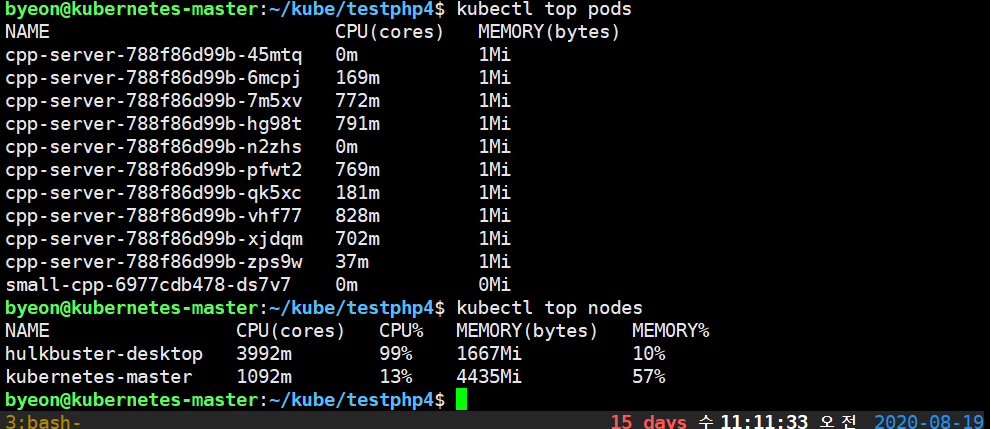 byeon@kubernetes-master:~/kube/testphp4$ kubectl top pods
NAME CPU(cores) MEMORY(bytes)
cpp-server-788f86d99b-45mtq 0m 1Mi
cpp-server-788f86d99b-6mcpj 169m 1Mi
cpp-server-788f86d99b-7m5xv 772m 1Mi
cpp-server-788f86d99b-hg98t 791m 1Mi
cpp-server-788f86d99b-n2zhs 0m 1Mi
cpp-server-788f86d99b-pfwt2 769m 1Mi
cpp-server-788f86d99b-qk5xc 181m 1Mi
cpp-server-788f86d99b-vhf77 828m 1Mi
cpp-server-788f86d99b-xjdqm 702m 1Mi
cpp-server-788f86d99b-zps9w 37m 1Mi
small-cpp-6977cdb478-ds7v7 0m 0Mi
byeon@kubernetes-master:~/kube/testphp4$ kubectl top nodes
NAME CPU(cores) CPU% MEMORY(bytes) MEMORY%
hulkbuster-desktop 3992m 99% 1667Mi 10%
kubernetes-master 1092m 13% 4435Mi 57%
byeon@kubernetes-master:~/kube/testphp4$
3:bash- 15 days 수 11:11:33 오전 2020-08-19